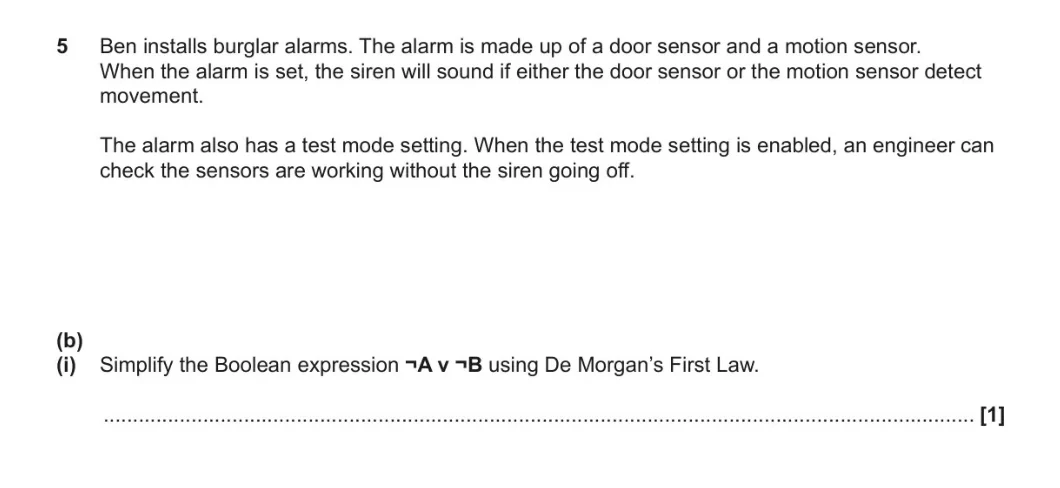 5 Ben installs burglar alarms. The alarm is made up of a door sensor and a motion sensor.
When the alarm is set, the siren will sound if either the door sensor or the motion sensor detect
movement.
The alarm also has a test mode setting. When the test mode setting is enabled, an engineer can
check the sensors are working without the siren going off.
(b)
(i) Simplify the Boolean expression ¬A v ¬B using De Morgan's First Law.
.......................................................................................................................................................... [1]